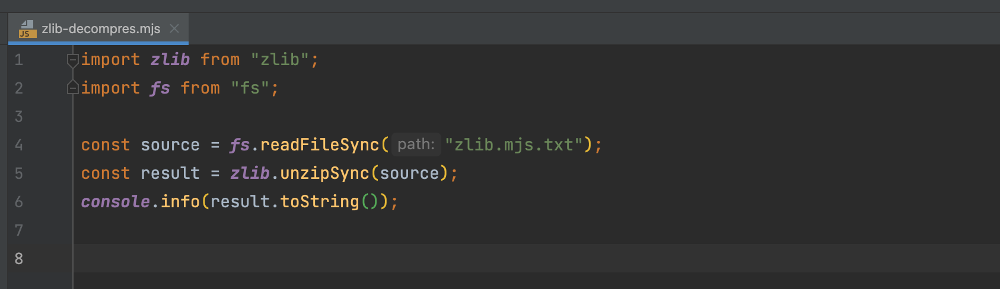 zlib-decompres.mjs
JS
1 import zlib from "zlib";
2 import fs from "fs";
3
4 const source = fs.readFileSync( path: "zlib.mjs.txt");
5 const result = zlib.unzipSync(source);
6 console.info(result.toString());
7
8